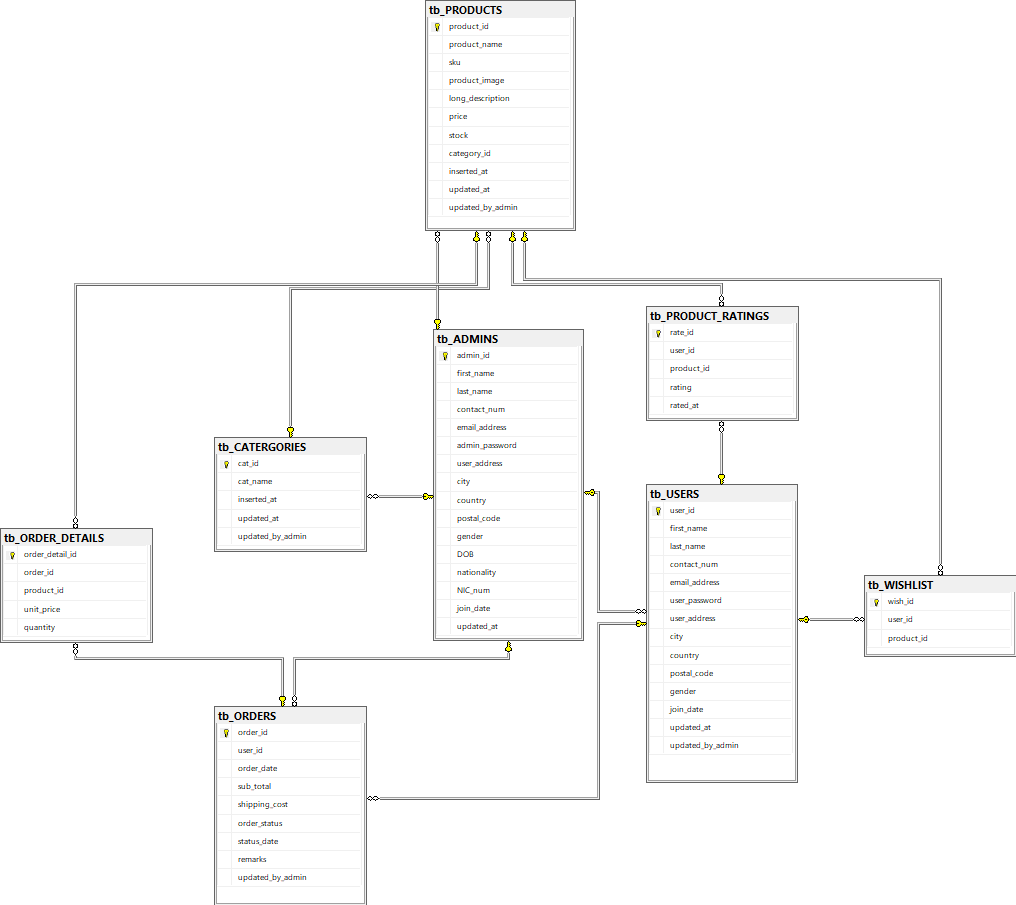 tb_PRODUCTS
product_id
product_name
sku
product_image
long_description
price
stock
category_id
inserted_at
updated_at
updated_by_admin
tb_ADMINS
admin_id
first_name
last_name
contact_num
email_address
admin_password
user_address
city
country
postal_code
gender
DOB
nationality
NIC_num
join_date
updated_at
tb_PRODUCT_RATINGS
rate_id
user_id
product_id
rating
rated_at
tb_CATERGORIES
cat_id
cat_name
inserted_at
updated_at
updated_by_admin
tb_USERS
user_id
first_name
last_name
contact_num
email_address
user_password
user_address
city
country
postal_code
gender
join_date
updated_at
updated_by_admin
tb_ORDER_DETAILS
order_detail_id
order_id
product_id
unit_price
quantity
tb_WISHLIST
wish_id
user_id
product_id
tb_ORDERS
order_id
user_id
order_date
sub_total
shipping_cost
order_status
status_date
remarks
updated_by_admin